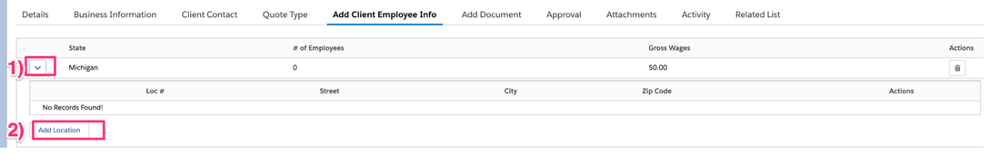 Details Business Information Client Contact Quote Type Add Client Employee Info Add Document Approval Attachments Activity Related List
State # of Employees Gross Wages Actions
1) Michigan 0 $0.00
Loc # Street City Zip Code Actions
No Records Found!
2) Add Location